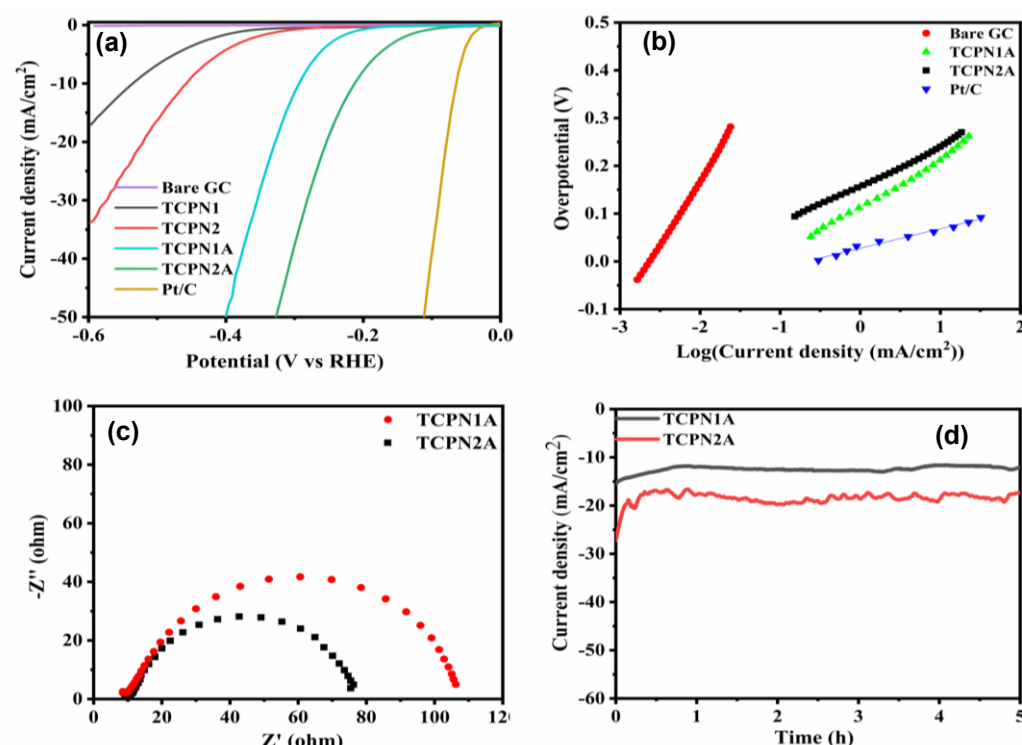 (a)
0
-10
-20
-30
-40
-50
Current density (mA/cm²)
Bare GC
TCPN1
TCPN2
TCPN1A
TCPN2A
Pt/C
-0.6 -0.4 -0.2 0.0
Potential (V vs RHE)
(b)
0.5
0.4
0.3
0.2
0.1
0.0
-0.1
Overpotential (V)
Bare GC
TCPN1A
TCPN2A
Pt/C
-3 -2 -1 0 1 2
Log(Current density (mA/cm²))
(c)
100
80
60
40
20
0
-Z'' (ohm)
TCPN1A
TCPN2A
0 20 40 60 80 100 120
Z' (ohm)
TCPN1A
TCPN2A
(d)
0
-10
-20
-30
-40
-50
-60
Current density (mA/cm²)
0 1 2 3 4 5
Time (h)